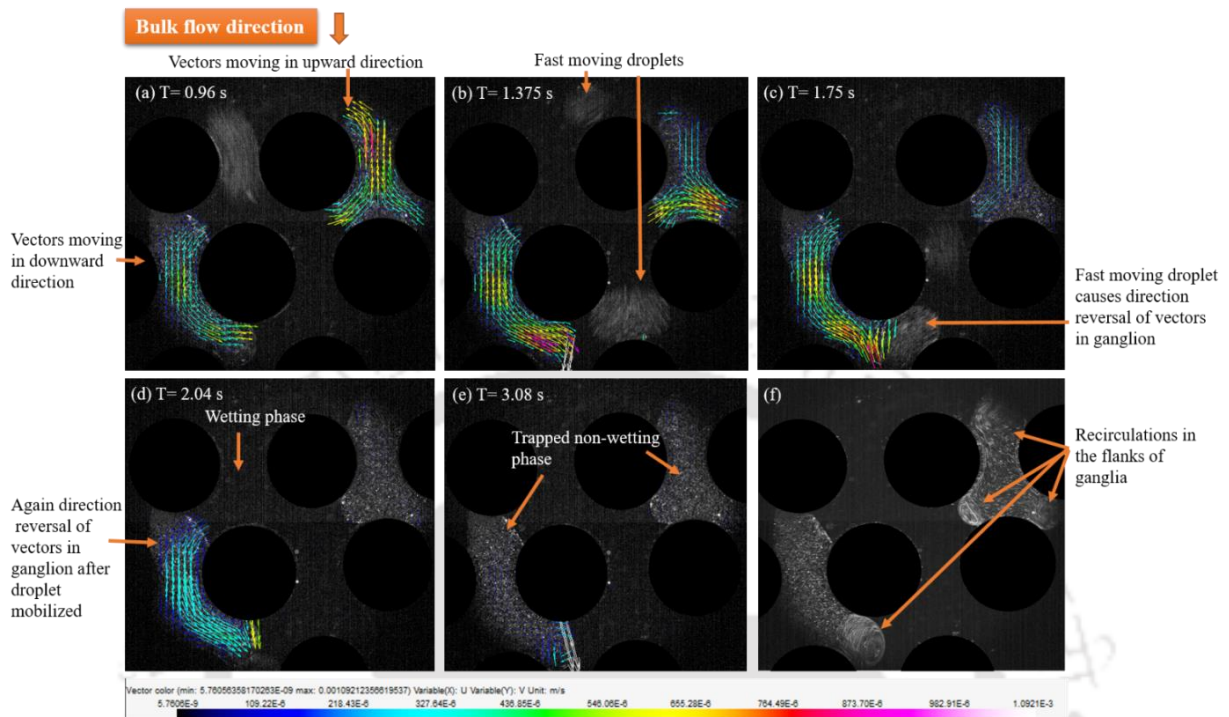 Bulk flow direction
Vectors moving in upward direction
Fast moving droplets
(a) T= 0.96 s
(b) T= 1.375 s
(c) T= 1.75 s
Vectors moving
in downward
direction
Fast moving droplet
causes direction
reversal of vectors
in ganglion
(d) T= 2.04 s
(e) T= 3.08 s
(f)
Wetting phase
Trapped non-wetting
phase
Recirculations in
the flanks of
ganglia
Again direction
reversal of
vectors in
ganglion after
droplet
mobilized
Vector color (min: 5.76056358170263E-09 max: 0.00109212356619537) Variable(X): U Variable(Y): V Unit: m/s
5.7606E-9 109.22E-6 218.43E-6 327.64E-6 436.85E-6 546.06E-6 655.28E-6 764.49E-6 873.70E-6 982.91E-6 1.0921E-3